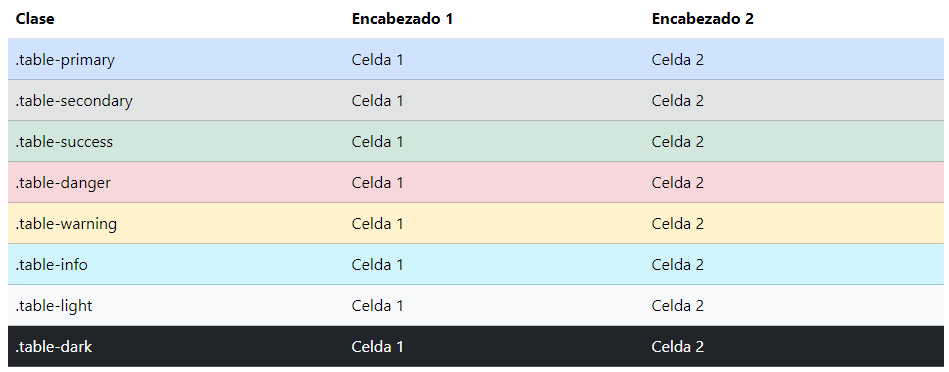 Clase Encabezado 1 Encabezado 2
.table-primary Celda 1 Celda 2
.table-secondary Celda 1 Celda 2
.table-success Celda 1 Celda 2
.table-danger Celda 1 Celda 2
.table-warning Celda 1 Celda 2
.table-info Celda 1 Celda 2
.table-light Celda 1 Celda 2
.table-dark Celda 1 Celda 2